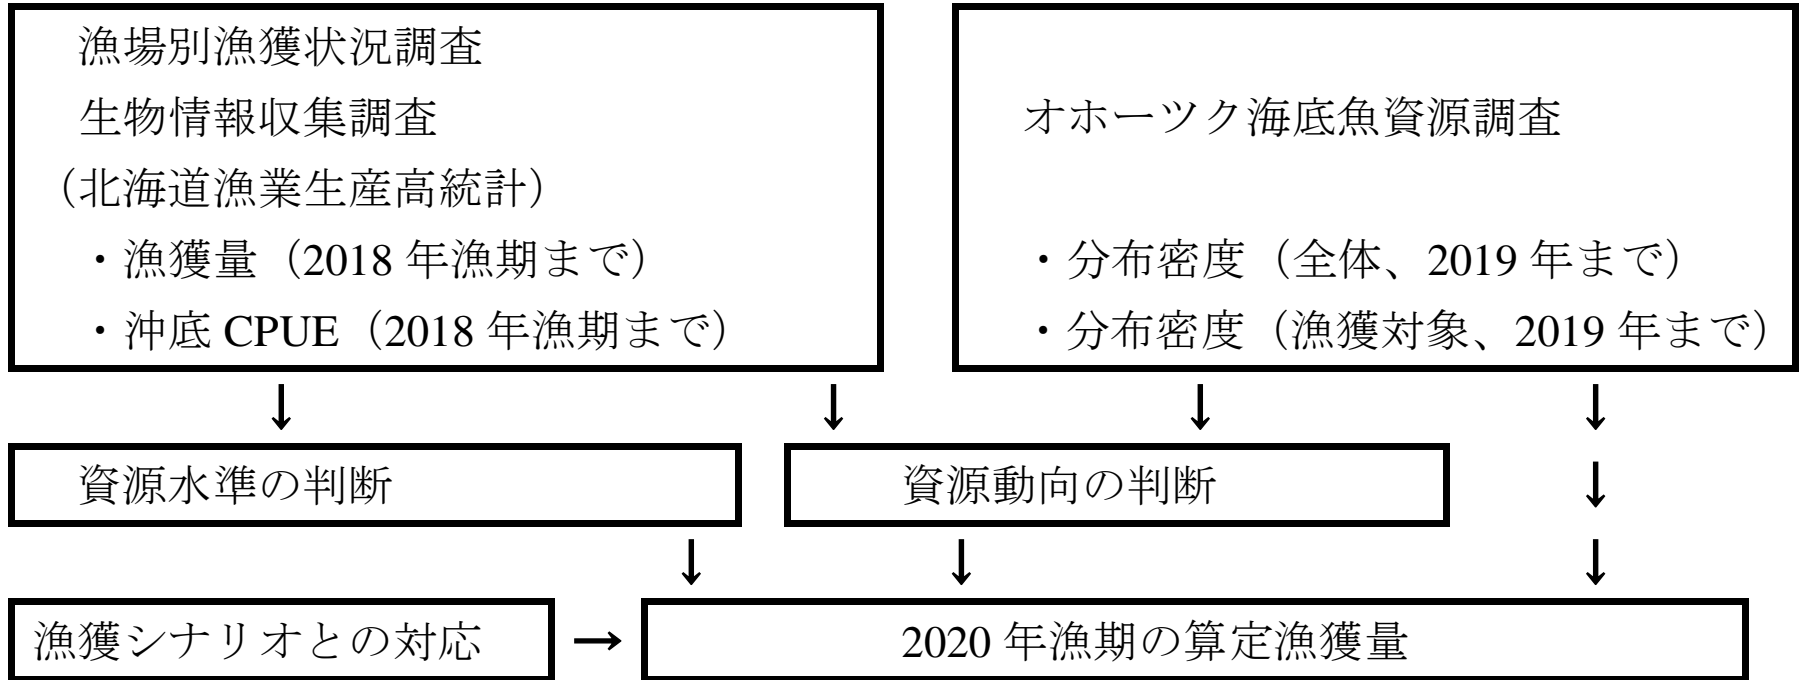 漁場別漁獲状況調査
生物情報収集調査
（北海道漁業生産高統計）
・漁獲量（2018 年漁期まで）
・沖底 CPUE（2018 年漁期まで）
オホーツク海底魚資源調査
・分布密度（全体、2019 年まで）
・分布密度（漁獲対象、2019 年まで）
↓ ↓ ↓ ↓
資源水準の判断
資源動向の判断
↓
↓ ↓ ↓
漁獲シナリオとの対応
→
2020 年漁期の算定漁獲量